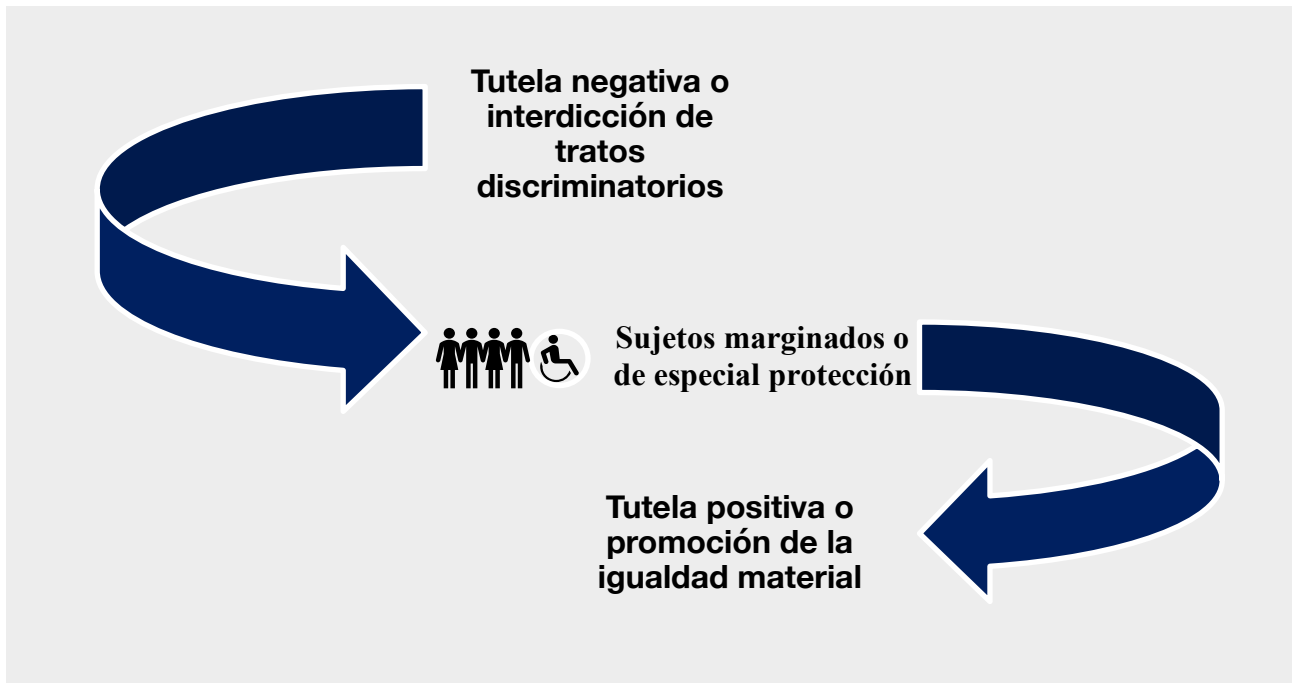 Tutela negativa o
interdicción de
tratos
discriminatorios
Sujetos marginados o
de especial protección
Tutela positiva o
promoción de la
igualdad material